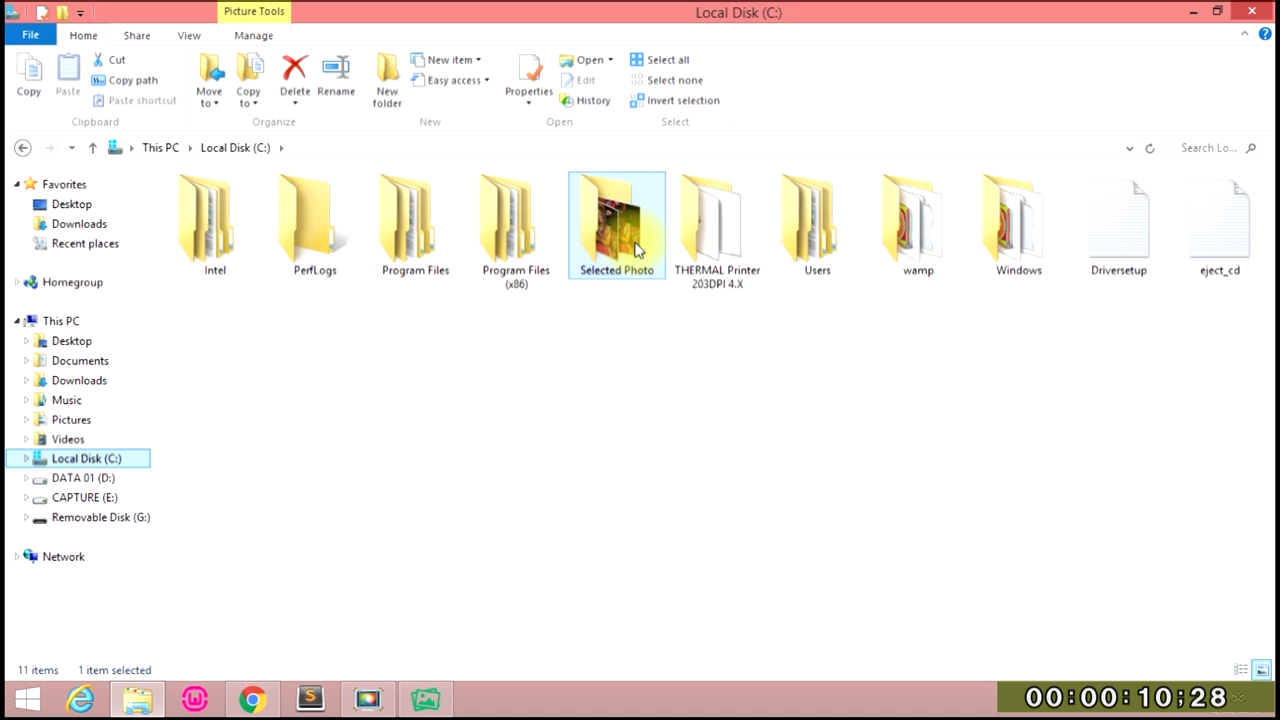 Picture Tools
Local Disk (C:)
File
Home
Share
View
Manage
Copy
Paste
Cut
Copy path
Paste shortcut
Clipboard
Move to
Copy to
Delete
Rename
Organize
New folder
New item
Easy access
New
Properties
Open
Edit
History
Open
Select all
Select none
Invert selection
Select
This PC
Local Disk (C:)
Search Lo...
Favorites
Desktop
Downloads
Recent places
Homegroup
This PC
Desktop
Documents
Downloads
Music
Pictures
Videos
Local Disk (C:)
DATA 01 (D:)
CAPTURE (E:)
Removable Disk (G:)
Network
Intel
PerfLogs
Program Files
Program Files
(x86)
Selected Photo
THERMAL Printer
203DPI 4.X
Users
wamp
Windows
Driversetup
eject_cd
11 items
1 item selected
00:00:10;28